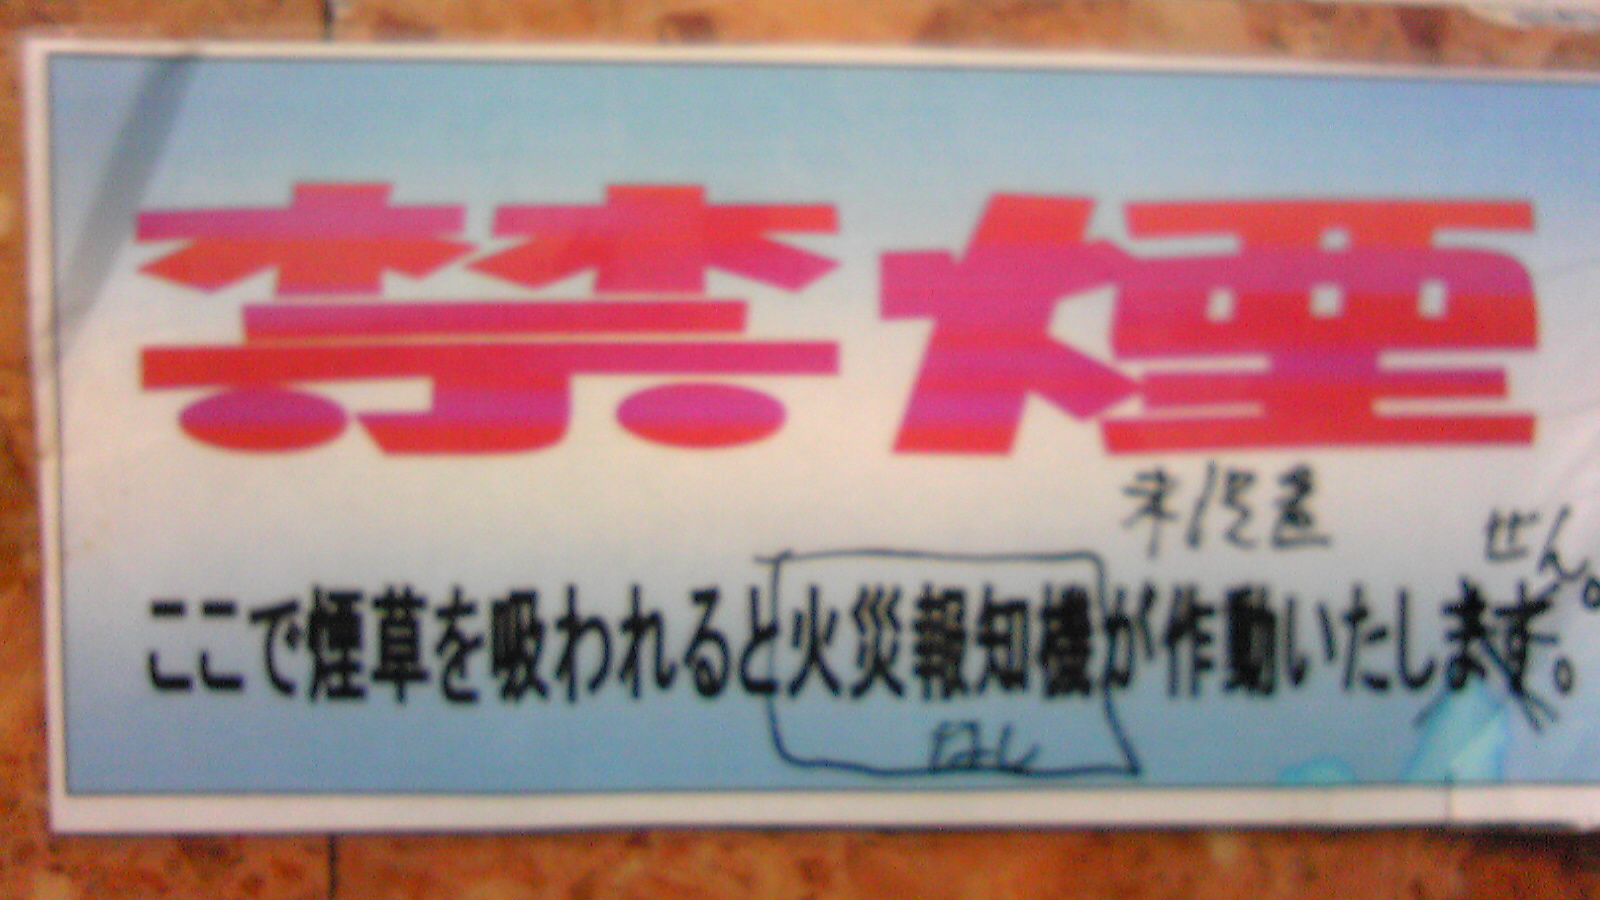 禁煙
未设置
せん。
ここで煙草を吸われると火災報知機が作動いたします。
なし